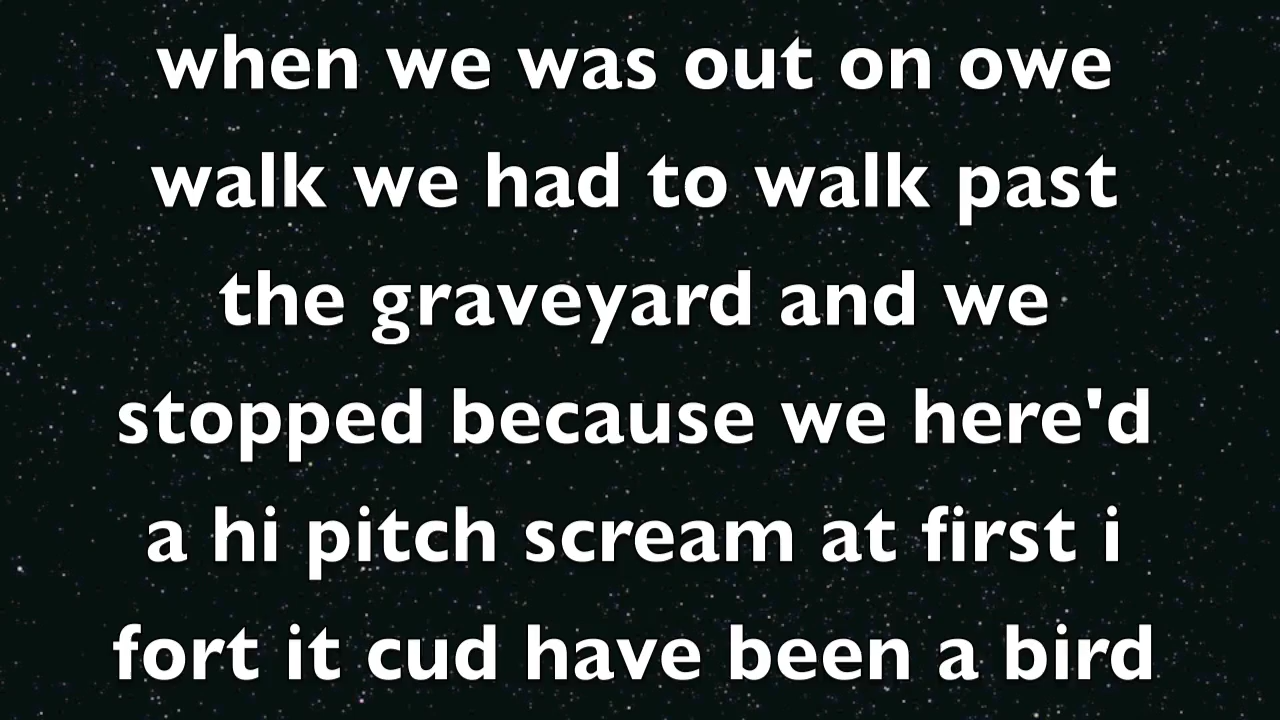 when we was out on owe
walk we had to walk past
the graveyard and we
stopped because we here'd
a hi pitch scream at first i
fort it cud have been a bird